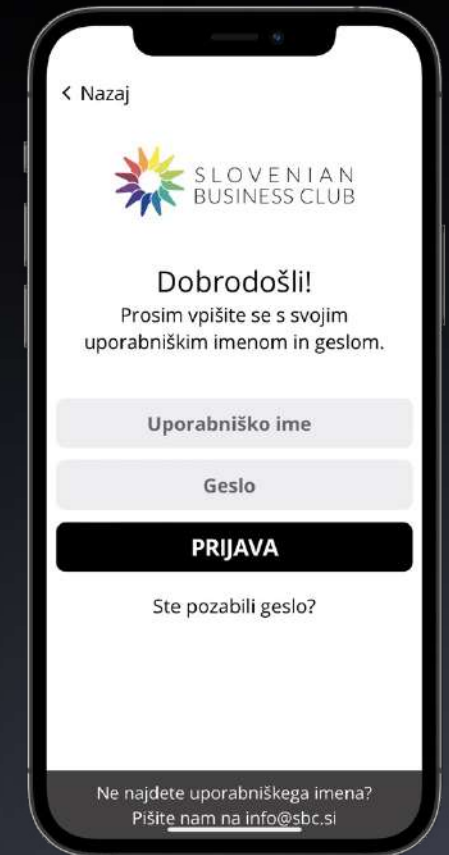 < Nazaj
SLOVENIAN
BUSINESS CLUB
Dobrodošli!
Prosim vpišite se s svojim
uporabniškim imenom in geslom.
Uporabniško ime
Geslo
PRIJAVA
Ste pozabili geslo?
Ne najdete uporabniškega imena?
Pišite nam na info@sbc.si